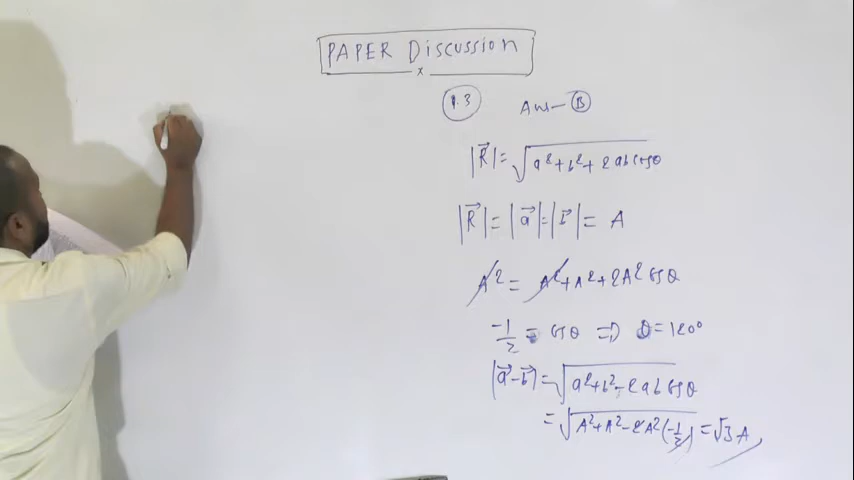 PAPER Discussion
x
1.3 Ans— B
|R⃗| = √a²+b²+2ab cosθ
|R⃗| = |a⃗| = |b⃗| = A
A² = A²+A²+2A² cosθ
-1/2 = cosθ ⇒ θ = 120°
|a⃗-b⃗| = √a²+b²-2ab cosθ
= √A²+A²-2A²(-1/2) = √3 A